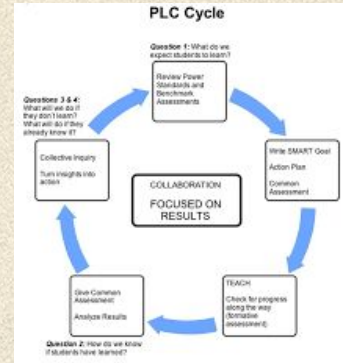 PLC Cycle
Question 1: What do we
expect students to learn?
Review Power
Standards and
Benchmark
Assessments
Write SMART Goal
Action Plan
Common
Assessment
TEACH
Check for progress
along the way
(formative
assessment)
Give Common
Assessment
Analyze Results
Question 2: How do we know
if students have learned?
Collective Inquiry
Turn insights into
action
Questions 3 & 4:
What will we do if
they don't learn?
What will do if they
already know it?
COLLABORATION
FOCUSED ON
RESULTS